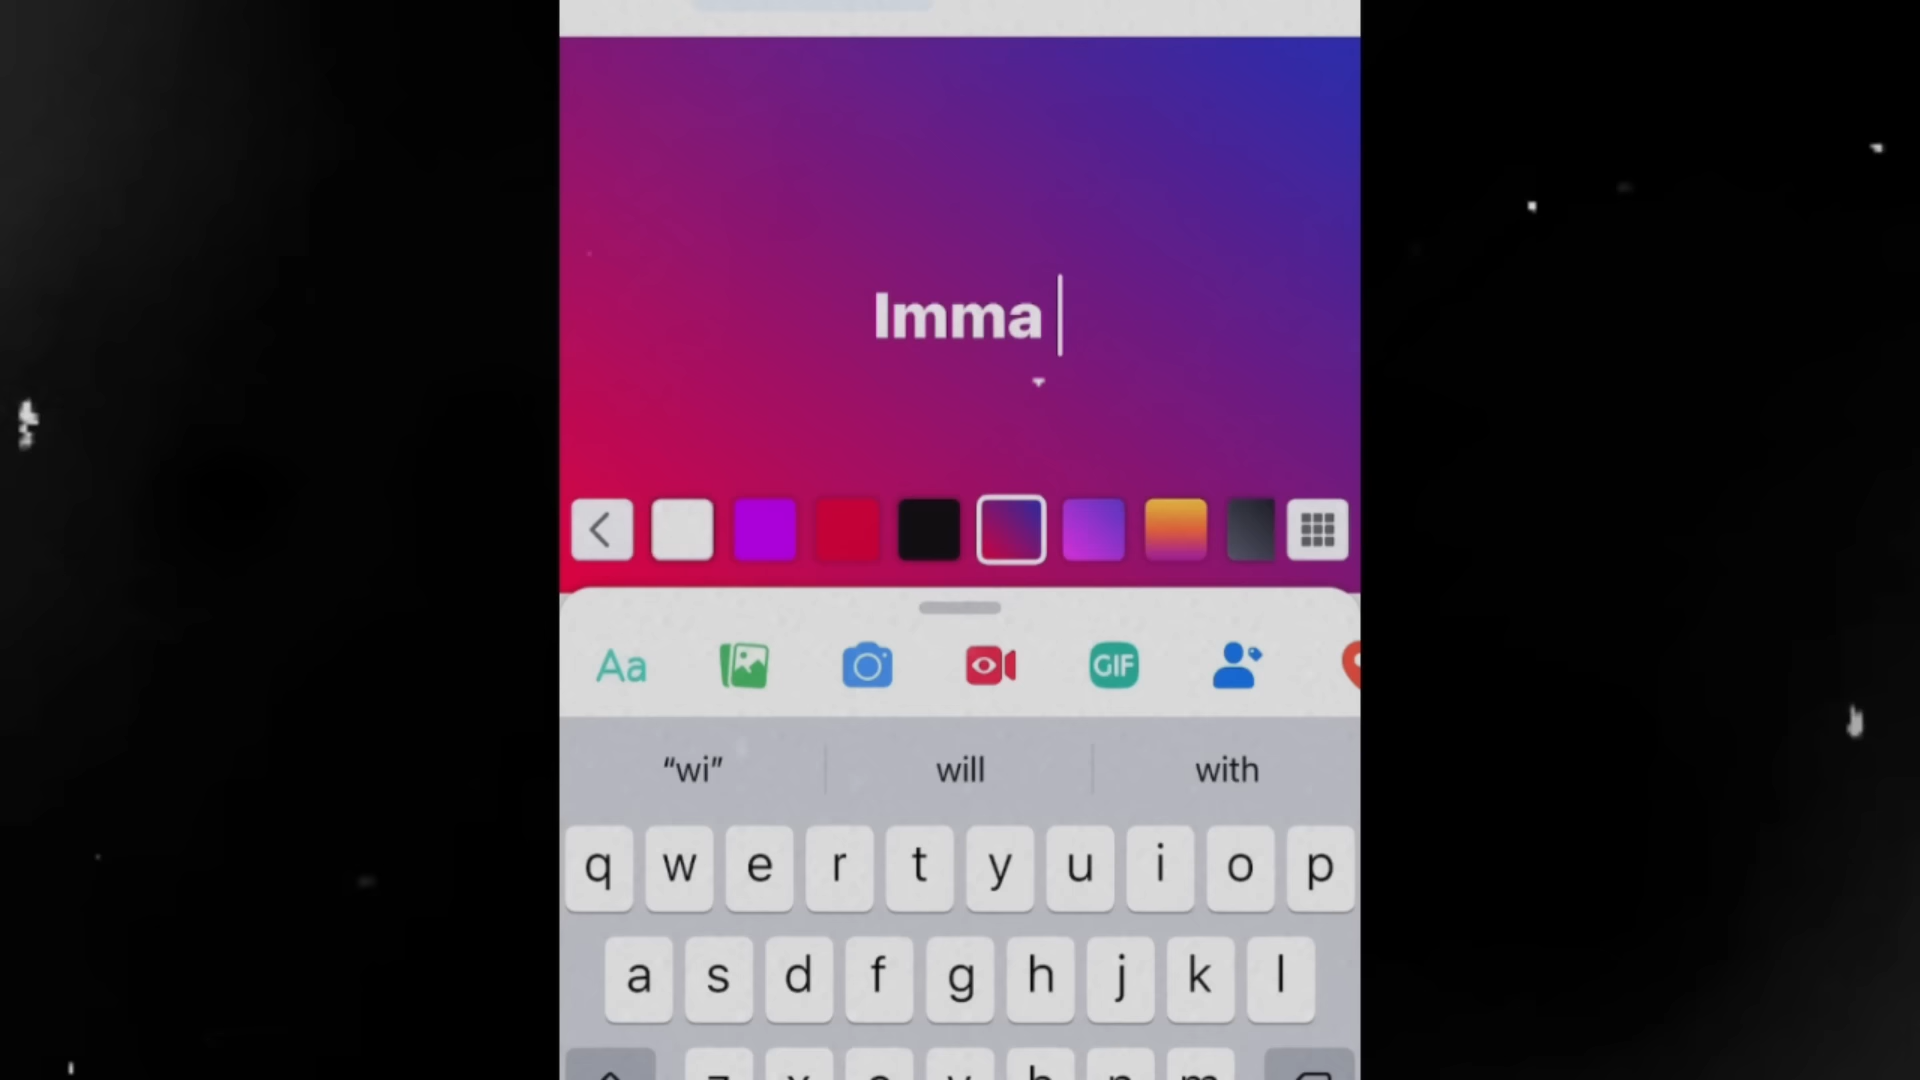 Imma
Aa GIF
“wi” will with
q w e r t y u i o p
a s d f g h j k l
z x c v b n m